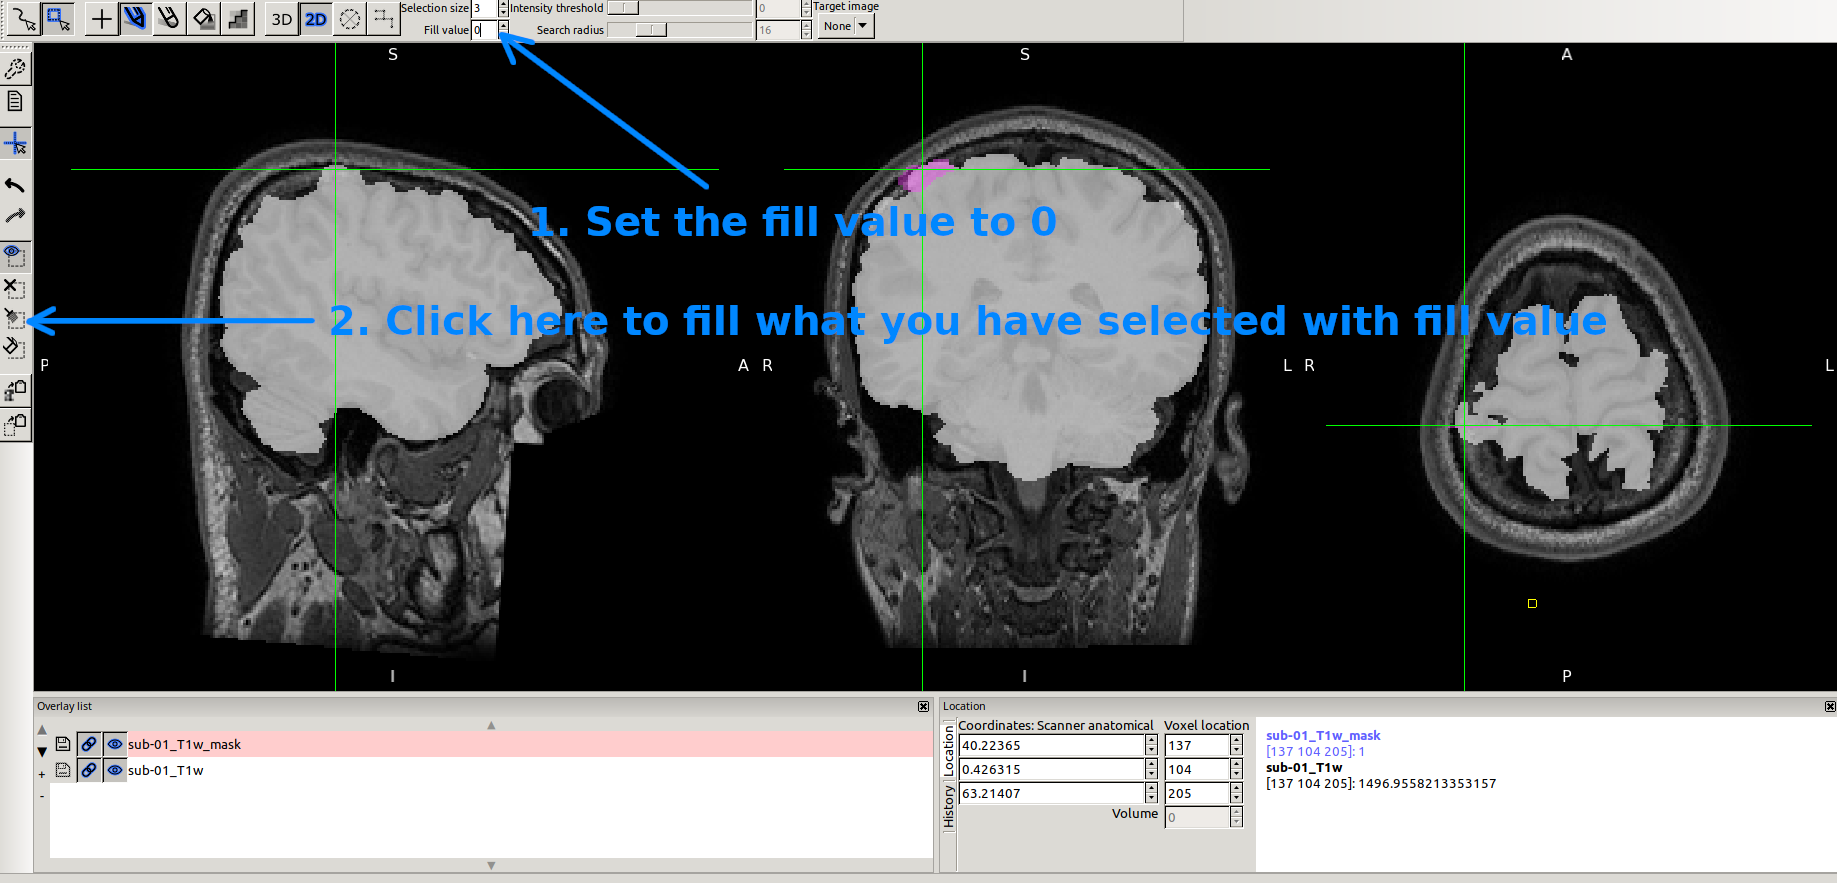 Selection size 3 Intensity threshold 0 Target image
3D 2D
Fill value 0 Search radius 16 None
S S A
1. Set the fill value to 0
2. Click here to fill what you have selected with fill value
P A R L R L
I I P
Overlay list
sub-01_T1w_mask
sub-01_T1w
+
-
Location
Location
History
Coordinates: Scanner anatomical Voxel location
40.22365 137
0.426315 104
63.21407 205
Volume 0
sub-01_T1w_mask
[137 104 205]: 1
sub-01_T1w
[137 104 205]: 1496.9558213353157